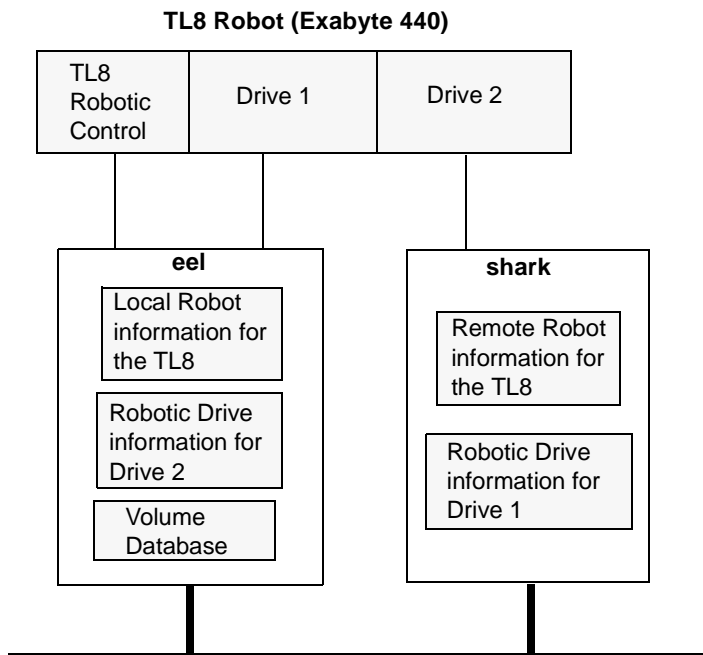 TL8 Robot (Exabyte 440)
TL8
Robotic
Control
Drive 1
Drive 2
eel
Local Robot
information for
the TL8
Robotic Drive
information for
Drive 2
Volume
Database
shark
Remote Robot
information for
the TL8
Robotic Drive
information for
Drive 1